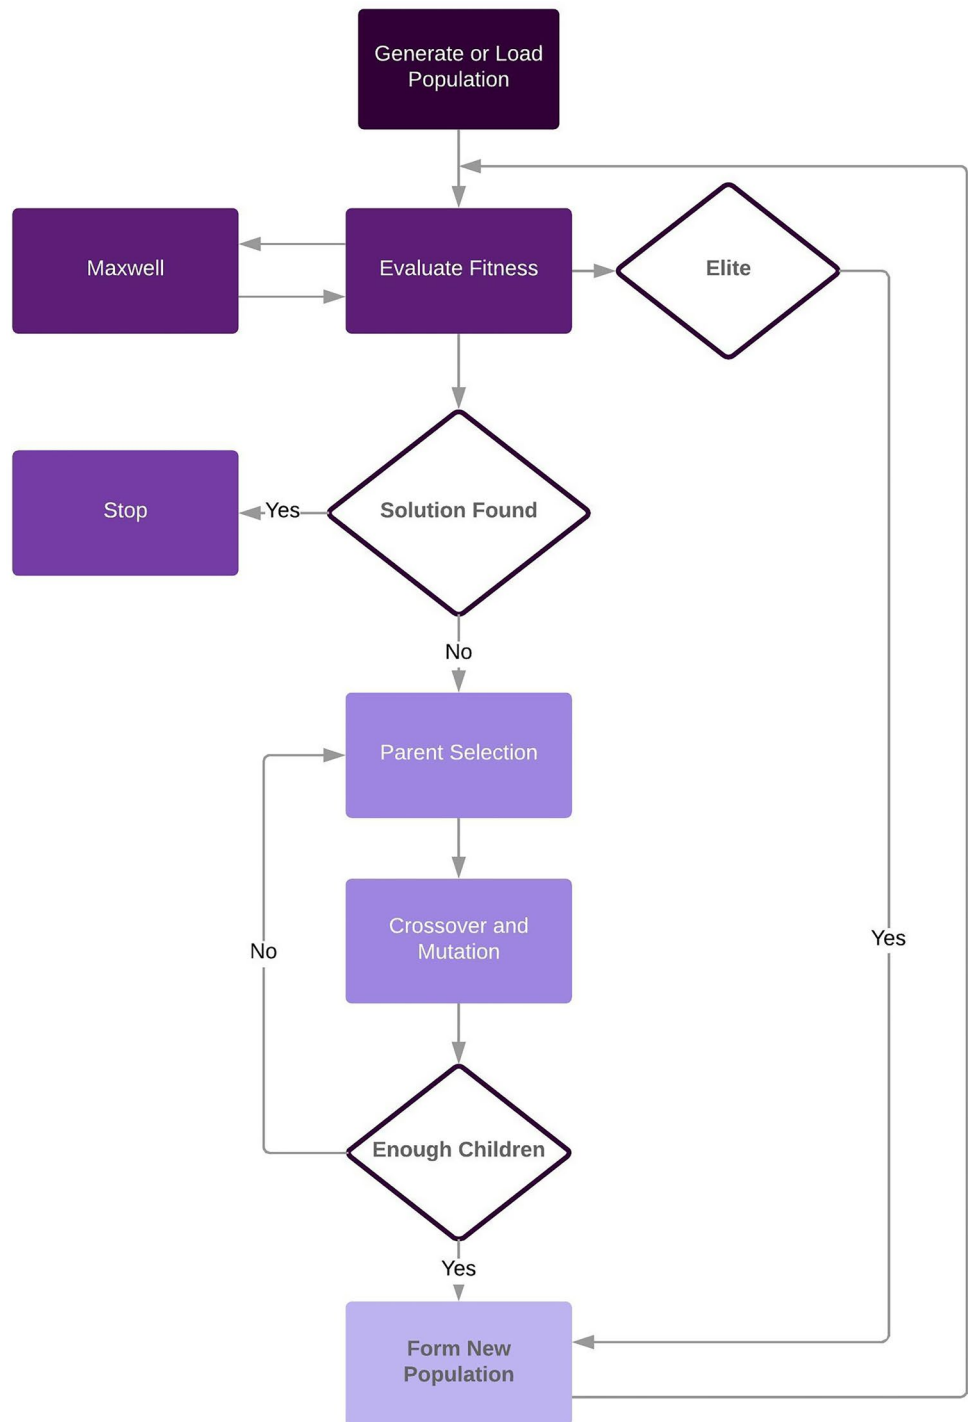 Generate or Load
Population
Maxwell
Evaluate Fitness
Elite
Stop
Yes
Solution Found
No
Parent Selection
Crossover and
Mutation
No
Yes
Enough Children
Yes
Form New
Population